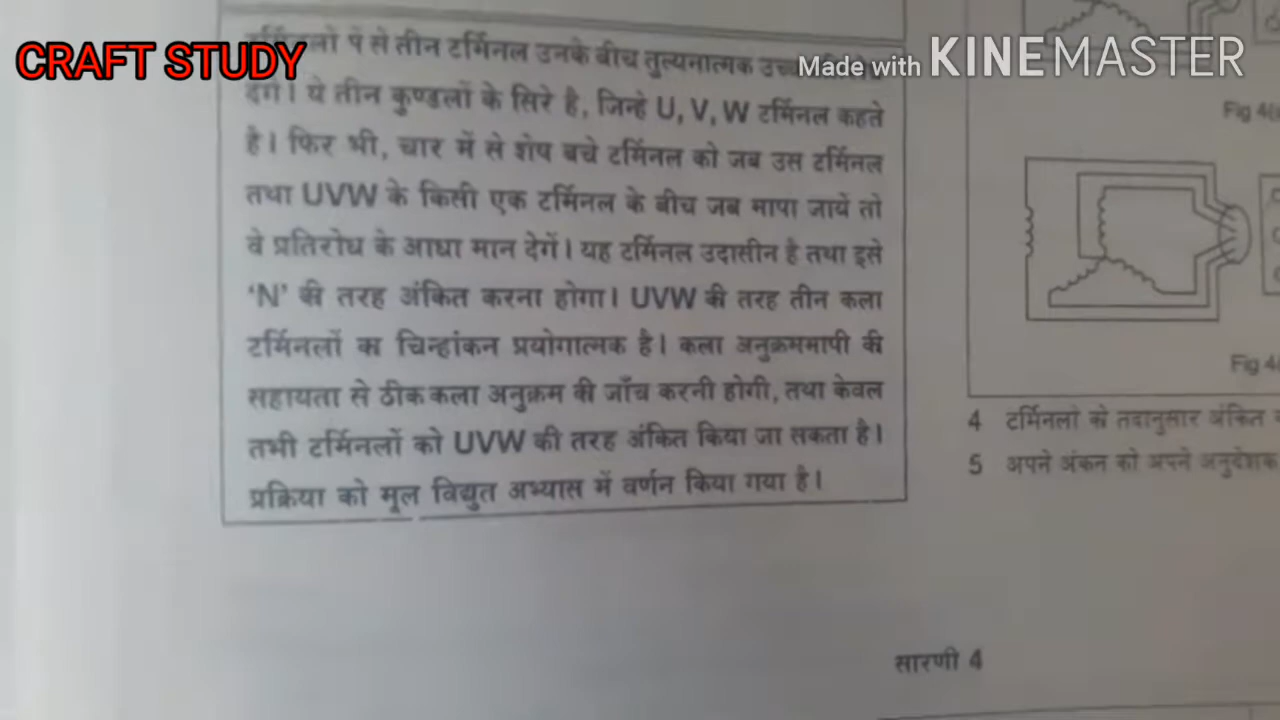 CRAFT STUDY
Made with KINEMASTER
टर्मिनलों में से तीन टर्मिनल उनके बीच तुल्यनात्मक
देगें। ये तीन कुण्डलों के सिरे है, जिन्हे U, V, W टर्मिनल कहते
है। फिर भी, चार में से शेष बचे टर्मिनल को जब उस टर्मिनल
तथा UVW के किसी एक टर्मिनल के बीच जब मापा जायें तो
वे प्रतिरोध के आधा मान देगें। यह टर्मिनल उदासीन है तथा इसे
‘N’ की तरह अंकित करना होगा। UVW की तरह तीन कला
टर्मिनलों का चिन्हांकन प्रयोगात्मक है। कला अनुक्रममापी की
सहायता से ठीक कला अनुक्रम की जाँच करनी होगी, तथा केवल
तभी टर्मिनलों को UVW की तरह अंकित किया जा सकता है।
प्रक्रिया को मूल विद्युत अभ्यास में वर्णन किया गया है।
Fig 4
Fig 4
4 टर्मिनलों को तदानुसार अंकित
5 अपने अंकन को अपने अनुदेशक
सारणी 4